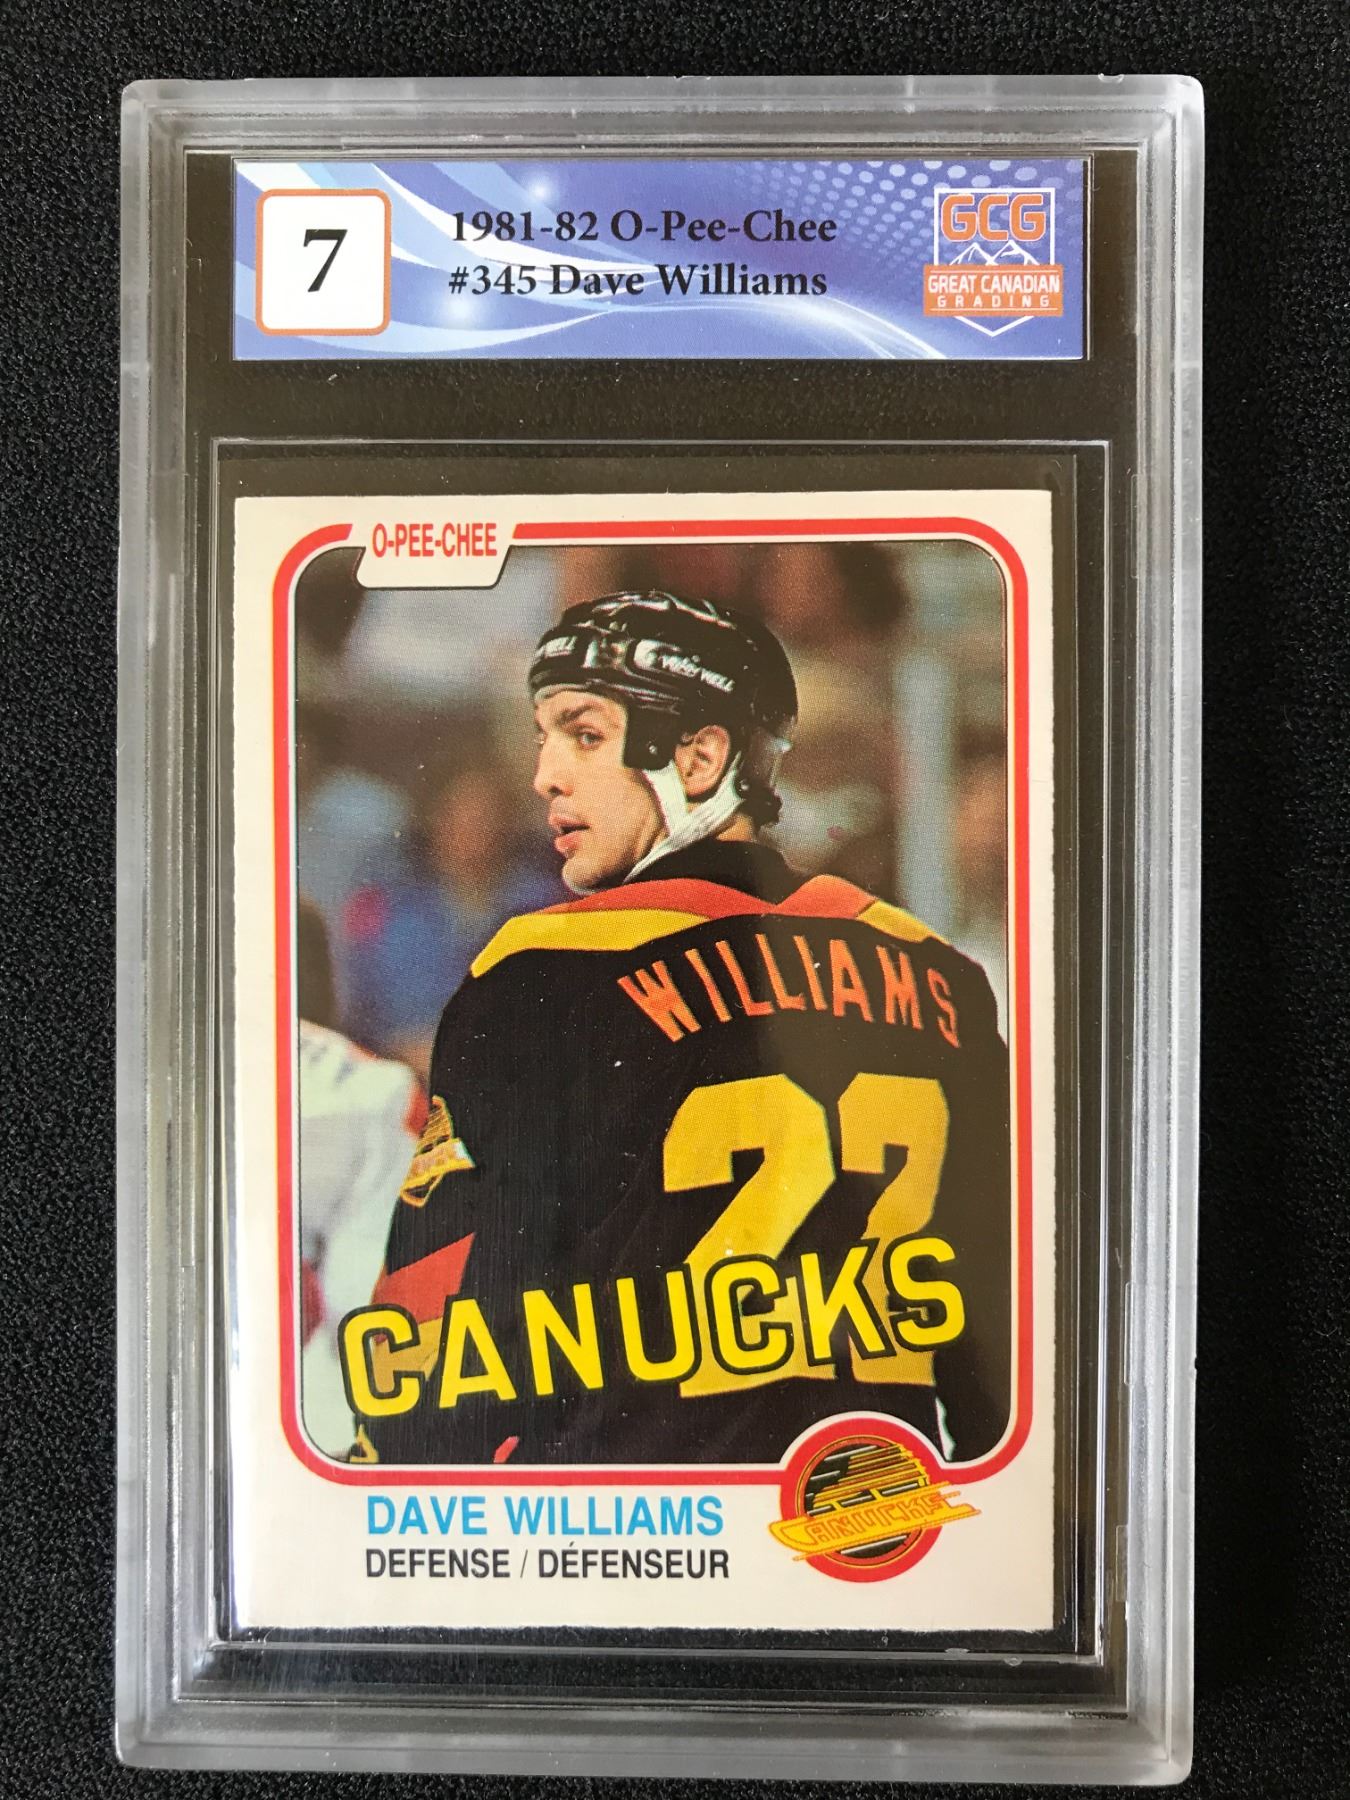 7
1981-82 O-Pee-Chee
#345 Dave Williams
GCG
GREAT CANADIAN
GRADING
O-PEE-CHEE
WILLIAMS
22
CANUCKS
DAVE WILLIAMS
DEFENSE / DÉFENSEUR
CANUCKS